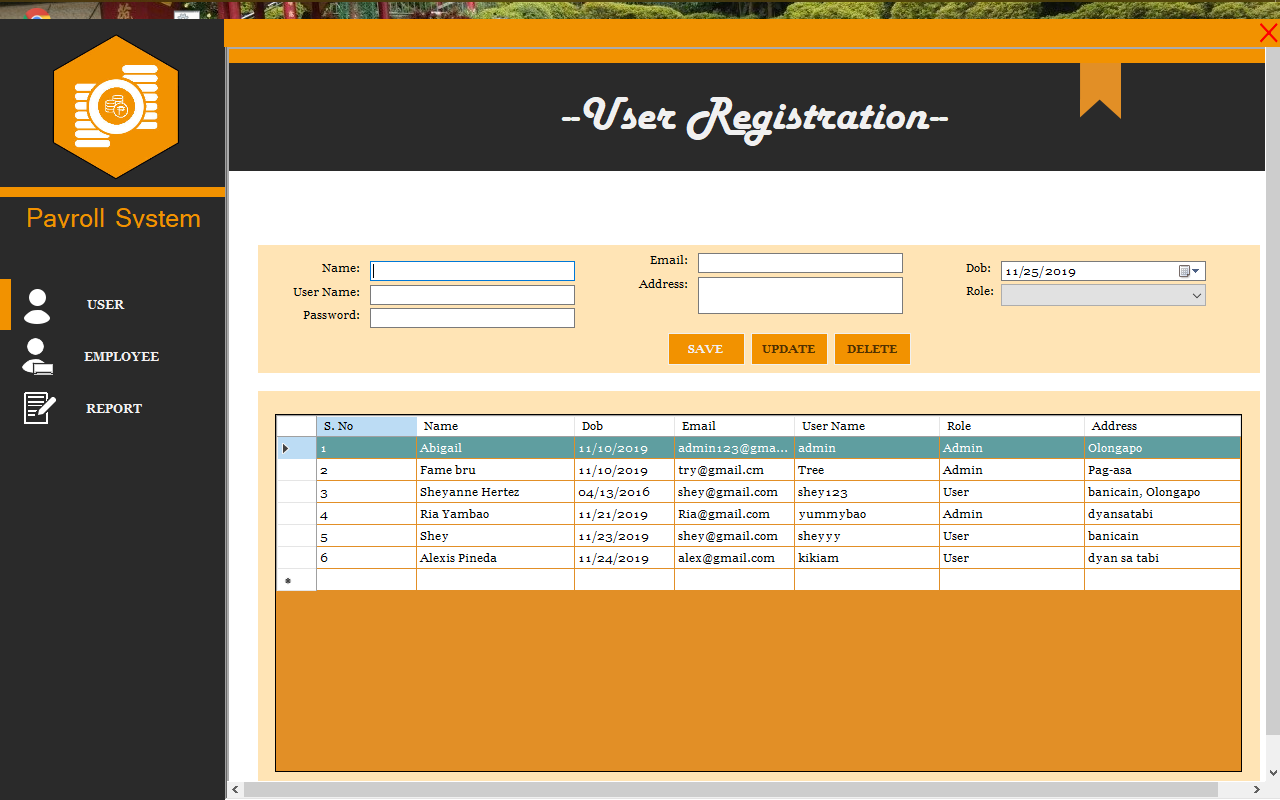 --User Registration--
Payroll System
USER
EMPLOYEE
REPORT
Name:
User Name:
Password:
Email:
Address:
Dob: 11/25/2019
Role:
SAVE UPDATE DELETE
S. No Name Dob Email User Name Role Address
1 Abigail 11/10/2019 admin123@gma... admin Admin Olongapo
2 Fame bru 11/10/2019 try@gmail.cm Tree Admin Pag-asa
3 Sheyanne Hertez 04/13/2016 shey@gmail.com shey123 User banicain, Olongapo
4 Ria Yambao 11/21/2019 Ria@gmail.com yummybao Admin dyansatabi
5 Shey 11/23/2019 shey@gmail.com sheyyy User banicain
6 Alexis Pineda 11/24/2019 alex@gmail.com kikiam User dyan sa tabi